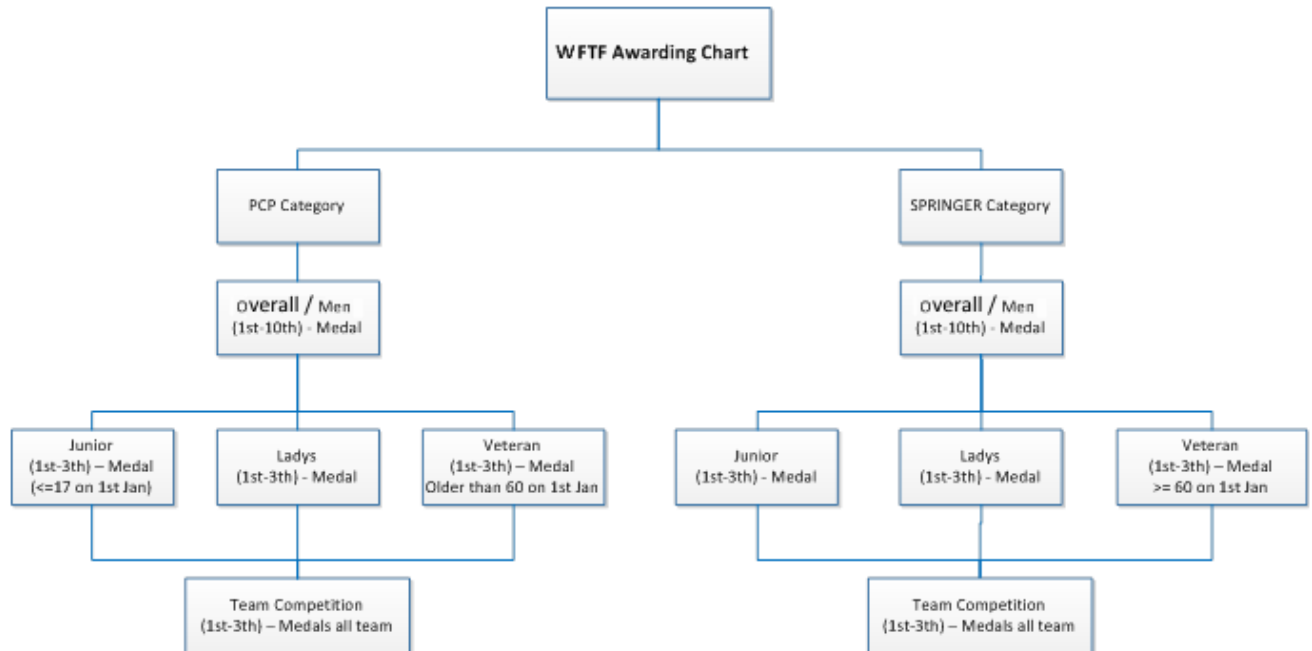 WFTF Awarding Chart
PCP Category
SPRINGER Category
overall / Men
(1st-10th) - Medal
overall / Men
(1st-10th) - Medal
Junior
(1st-3th) – Medal
(<=17 on 1st Jan)
Ladys
(1st-3th) - Medal
Veteran
(1st-3th) – Medal
Older than 60 on 1st Jan
Junior
(1st-3th) - Medal
Ladys
(1st-3th) - Medal
Veteran
(1st-3th) – Medal
>= 60 on 1st Jan
Team Competition
(1st-3th) – Medals all team
Team Competition
(1st-3th) – Medals all team